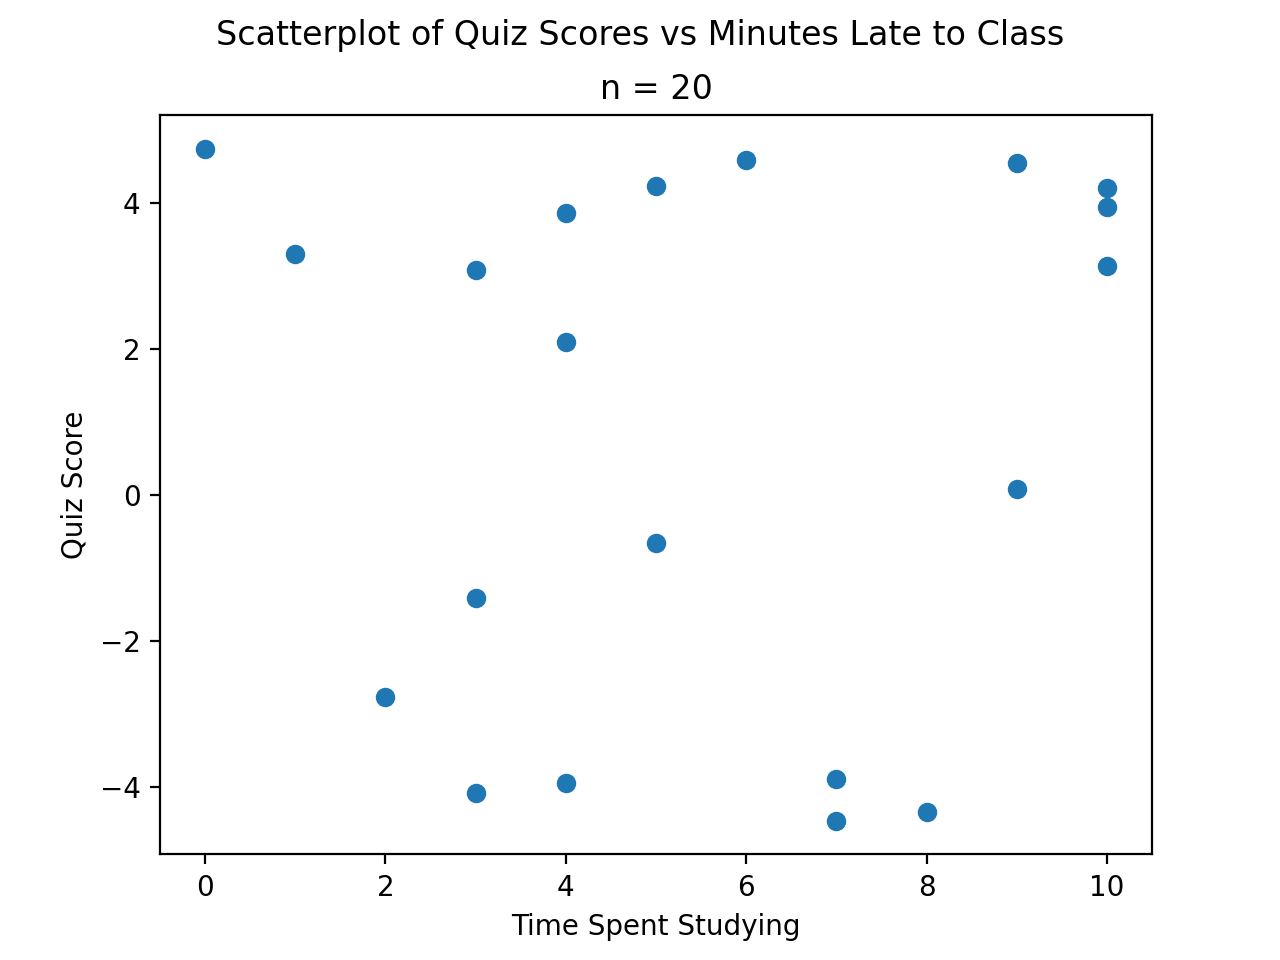 Scatterplot of Quiz Scores vs Minutes Late to Class
n = 20
4
2
0
−2
−4
Quiz Score
0 2 4 6 8 10
Time Spent Studying